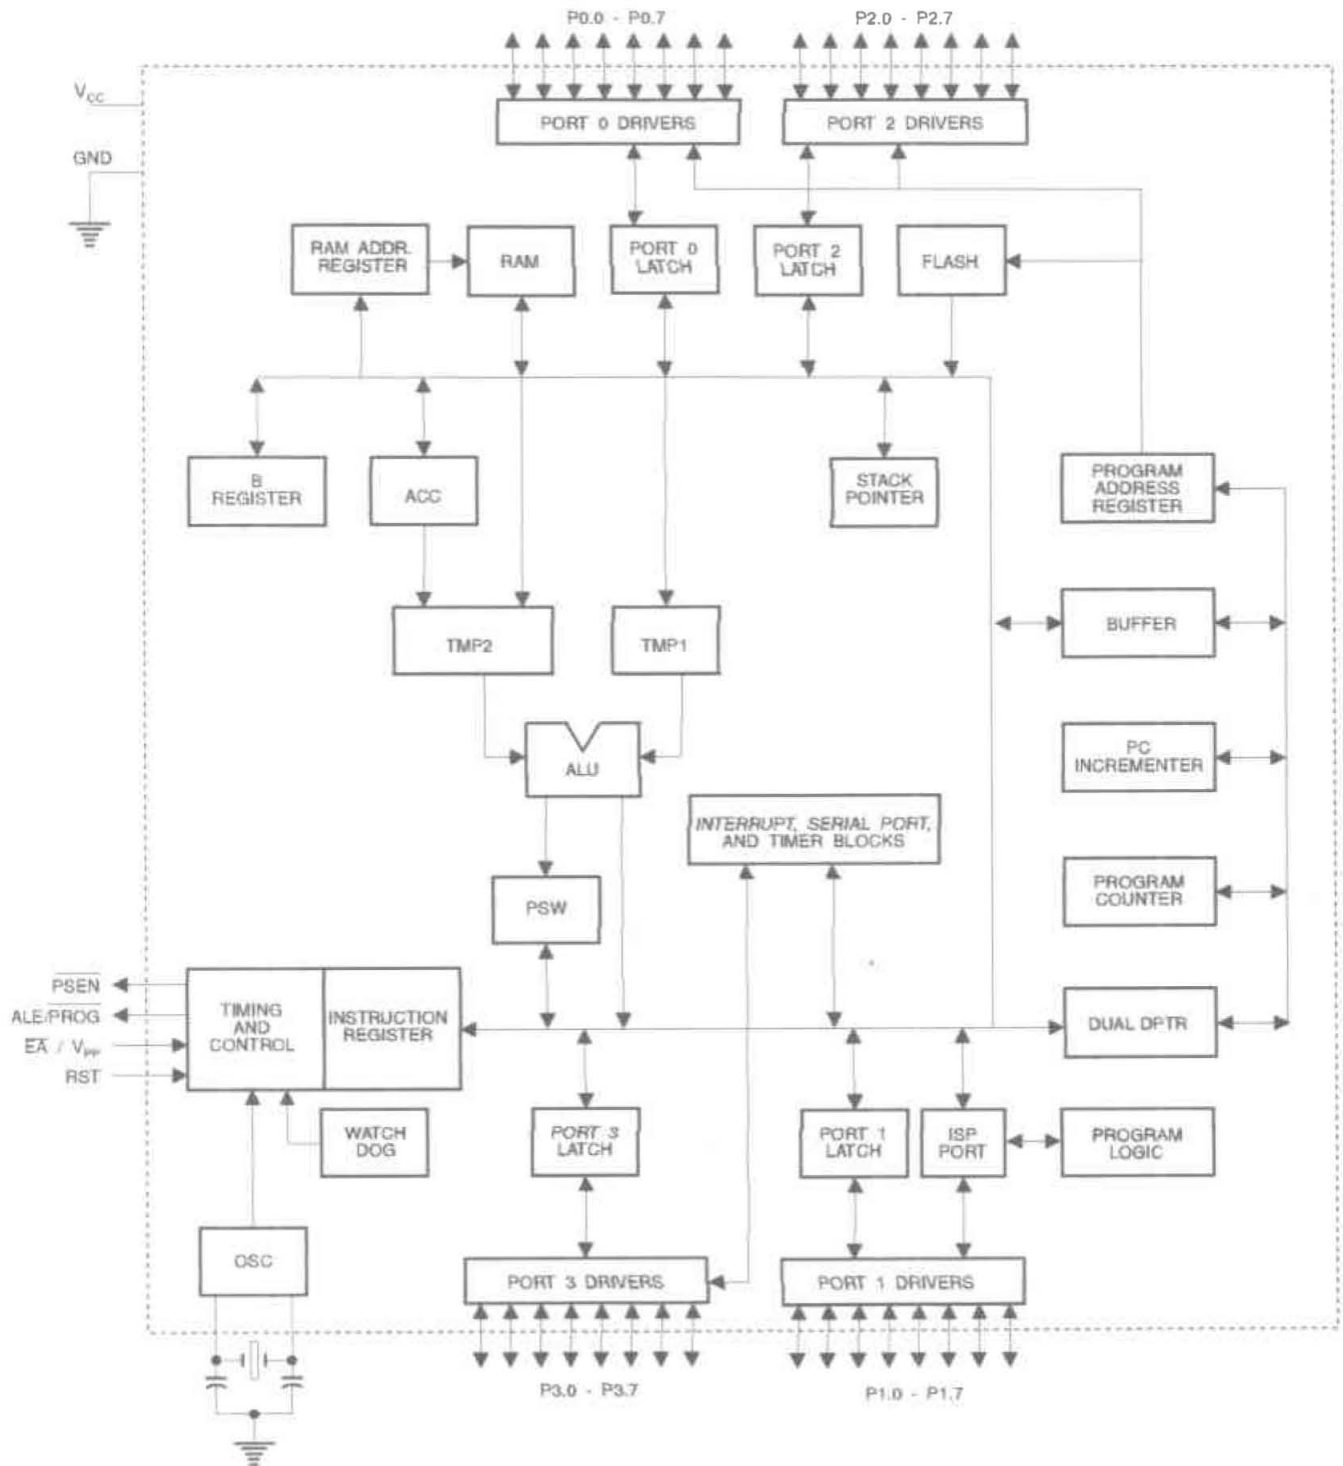 P0.0 - P0.7
P2.0 - P2.7
VCC
GND
PORT 0 DRIVERS
PORT 2 DRIVERS
RAM ADDR.
REGISTER
RAM
PORT 0
LATCH
PORT 2
LATCH
FLASH
B
REGISTER
ACC
STACK
POINTER
PROGRAM
ADDRESS
REGISTER
TMP2
TMP1
BUFFER
ALU
PC
INCREMENTER
INTERRUPT, SERIAL PORT,
AND TIMER BLOCKS
PSW
PROGRAM
COUNTER
PSEN
ALE/PROG
EA / VPP
RST
TIMING
AND
CONTROL
INSTRUCTION
REGISTER
DUAL DPTR
WATCH
DOG
PORT 3
LATCH
PORT 1
LATCH
ISP
PORT
PROGRAM
LOGIC
OSC
PORT 3 DRIVERS
PORT 1 DRIVERS
P3.0 - P3.7
P1.0 - P1.7